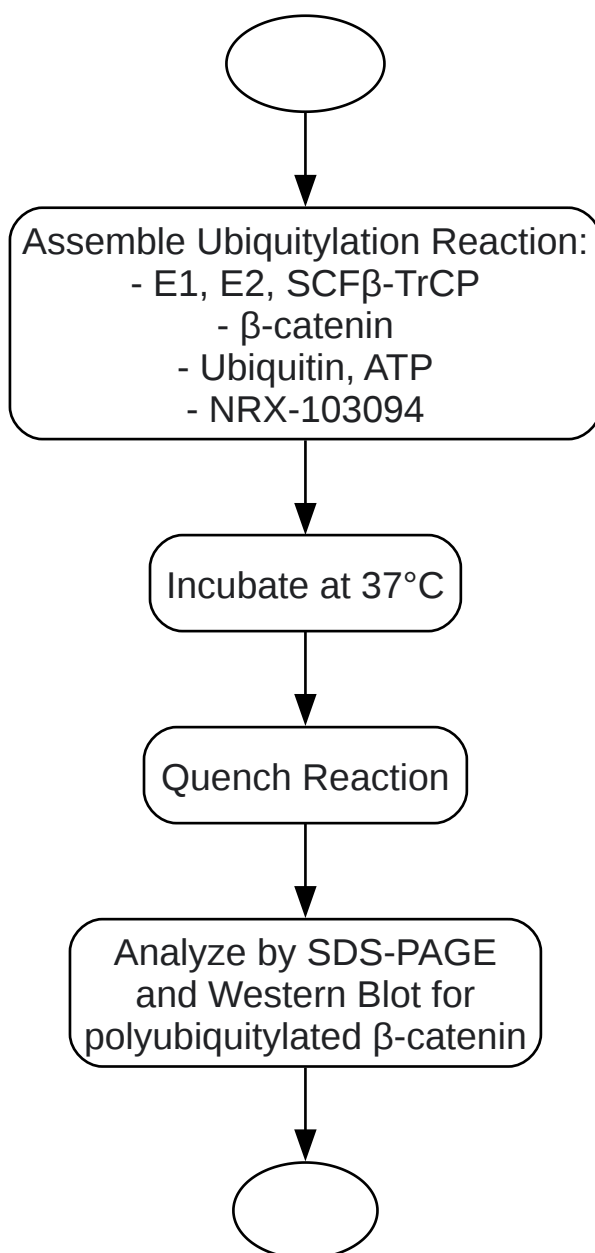 Assemble Ubiquitylation Reaction:
- E1, E2, SCFβ-TrCP
- β-catenin
- Ubiquitin, ATP
- NRX-103094
Incubate at 37°C
Quench Reaction
Analyze by SDS-PAGE
and Western Blot for
polyubiquitylated β-catenin